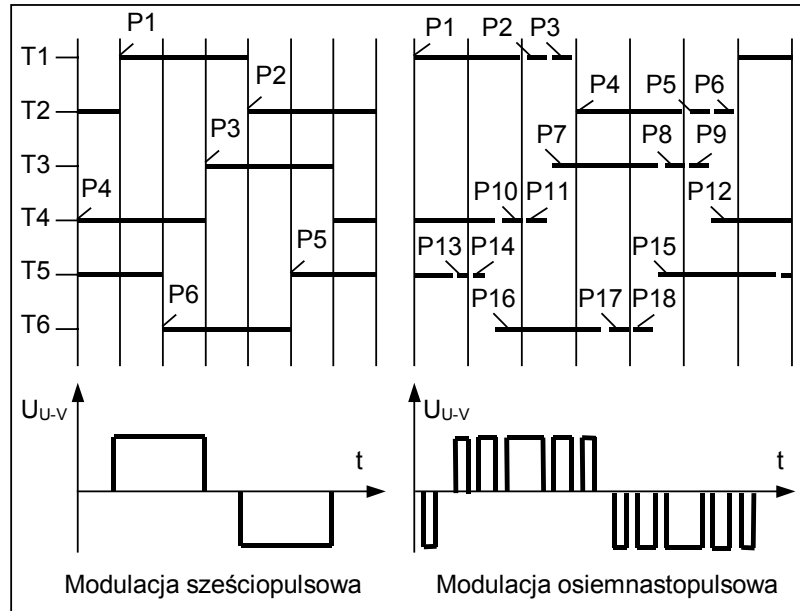 P1
P1 P2 P3
T1
P2
P4 P5 P6
T2
P3
P7 P8 P9
T3
P4
P10 P11 P12
T4
P5
P13 P14 P15
T5
P6
P16 P17 P18
T6
UU-V
UU-V
t
t
Modulacja sześciopulsowa
Modulacja osiemnastopulsowa